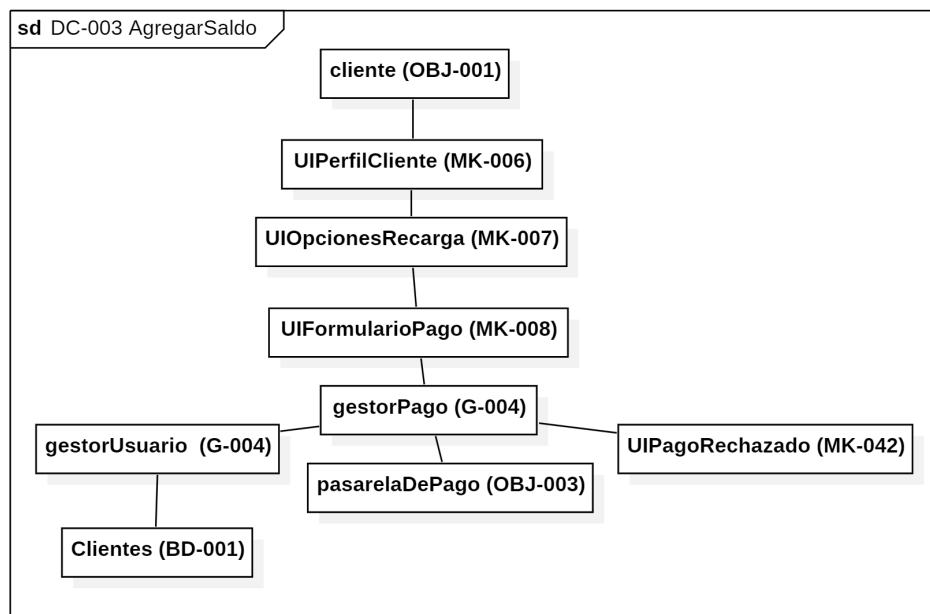 sd DC-003 AgregarSaldo
cliente (OBJ-001)
UIPerfilCliente (MK-006)
UIOpcionesRecarga (MK-007)
UIFormularioPago (MK-008)
gestorPago (G-004)
gestorUsuario  (G-004)
UIPagoRechazado (MK-042)
pasarelaDePago (OBJ-003)
Clientes (BD-001)